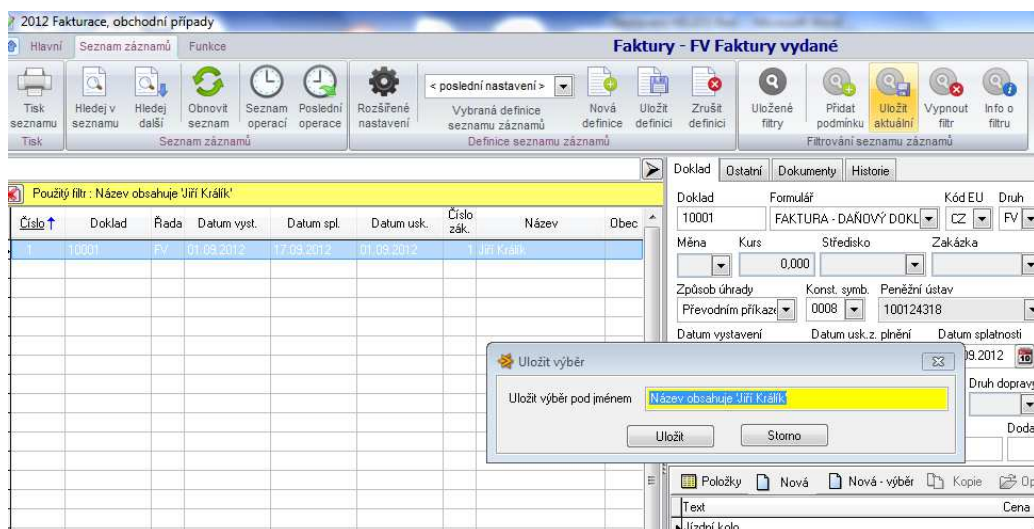 2012 Fakturace, obchodní případy
Hlavní Seznam záznamů Funkce
Faktury - FV Faktury vydané
Tisk seznamu
Hledej v seznamu
Hledej další
Obnovit seznam
Seznam operací
Poslední operace
Rozšířené nastavení
< poslední nastavení >
Vybraná definice seznamu záznamů
Nová definice
Uložit definici
Zrušit definici
Uložené filtry
Přidat podmínku
Uložit aktuální
Vypnout filtr
Info o filtru
Tisk Seznam záznamů Definice seznamu záznamů Filtrování seznamu záznamů
Použitý filtr : Název obsahuje 'Jiří Králík'
Číslo Doklad Řada Datum vyst. Datum spl. Datum usk. Číslo zák. Název Obec
1 10001 FV 01.09.2012 17.09.2012 01.09.2012 1 Jiří Králík
Doklad Ostatní Dokumenty Historie
Doklad Formulář Kód EU Druh
10001 FAKTURA - DAŇOVÝ DOKL CZ FV
Měna Kurs Středisko Zakázka
0,000
Způsob úhrady Konst. symb. Peněžní ústav
Převodním příkaz 0008 100124318
Datum vystavení Datum usk.z. plnění Datum splatnosti
09.2012
Druh dopravy
Uložit výběr
Uložit výběr pod jménem Název obsahuje 'Jiří Králík'
Uložit Storno
Položky Nová Nová - výběr Kopie
Text Cena
Jízdní kolo